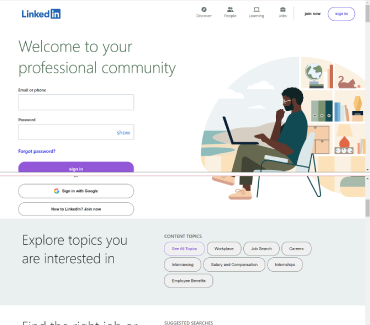 LinkedIn
Discover
People
Learning
Jobs
join now
sign in
Welcome to your
professional community
Email or phone
Password
show
Forgot password?
sign in
Sign in with Google
New to LinkedIn? Join now
Explore topics you
are interested in
CONTENT TOPICS
See All Topics
Workplace
Job Search
Careers
Interviewing
Salary and Compensation
Internships
Employee Benefits
Find the right job or
SUGGESTED SEARCHES